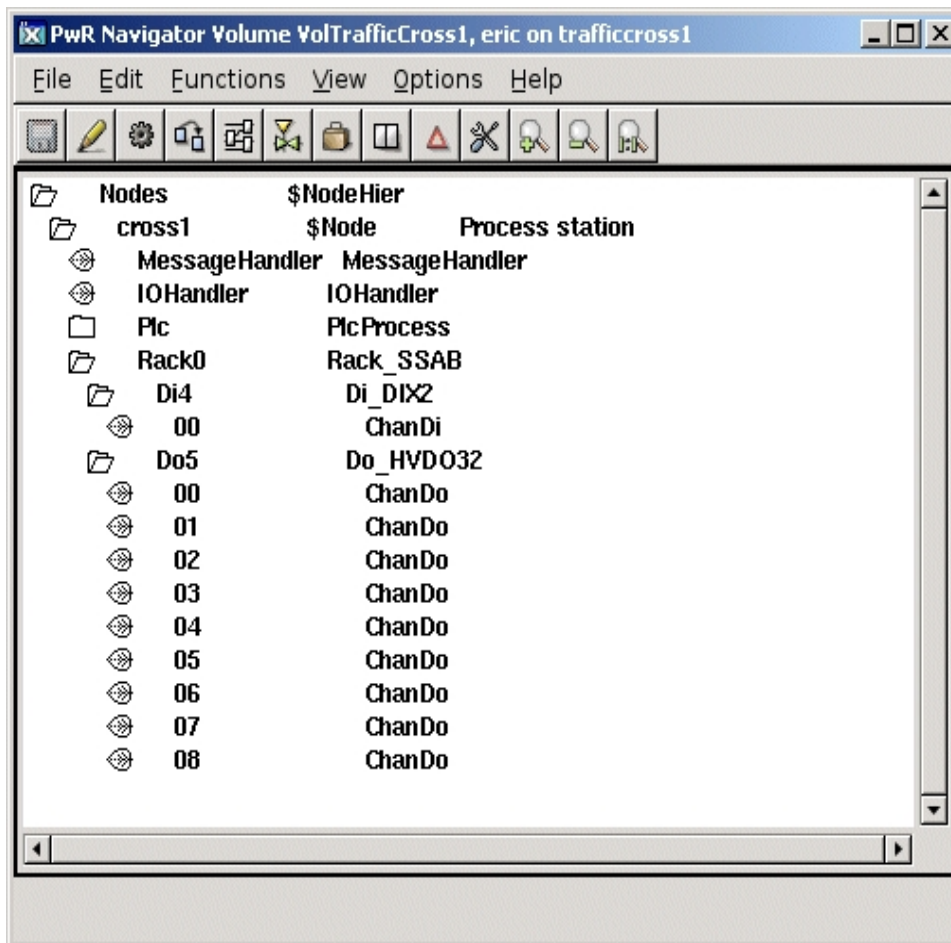 PwR Navigator Volume VolTrafficCross1, eric on trafficcross1
File Edit Functions View Options Help
Nodes $NodeHier
cross1 $Node Process station
MessageHandler MessageHandler
IOHandler IOHandler
Plc PlcProcess
Rack0 Rack_SSAB
Di4 Di_DIX2
00 ChanDi
Do5 Do_HVDO32
00 ChanDo
01 ChanDo
02 ChanDo
03 ChanDo
04 ChanDo
05 ChanDo
06 ChanDo
07 ChanDo
08 ChanDo